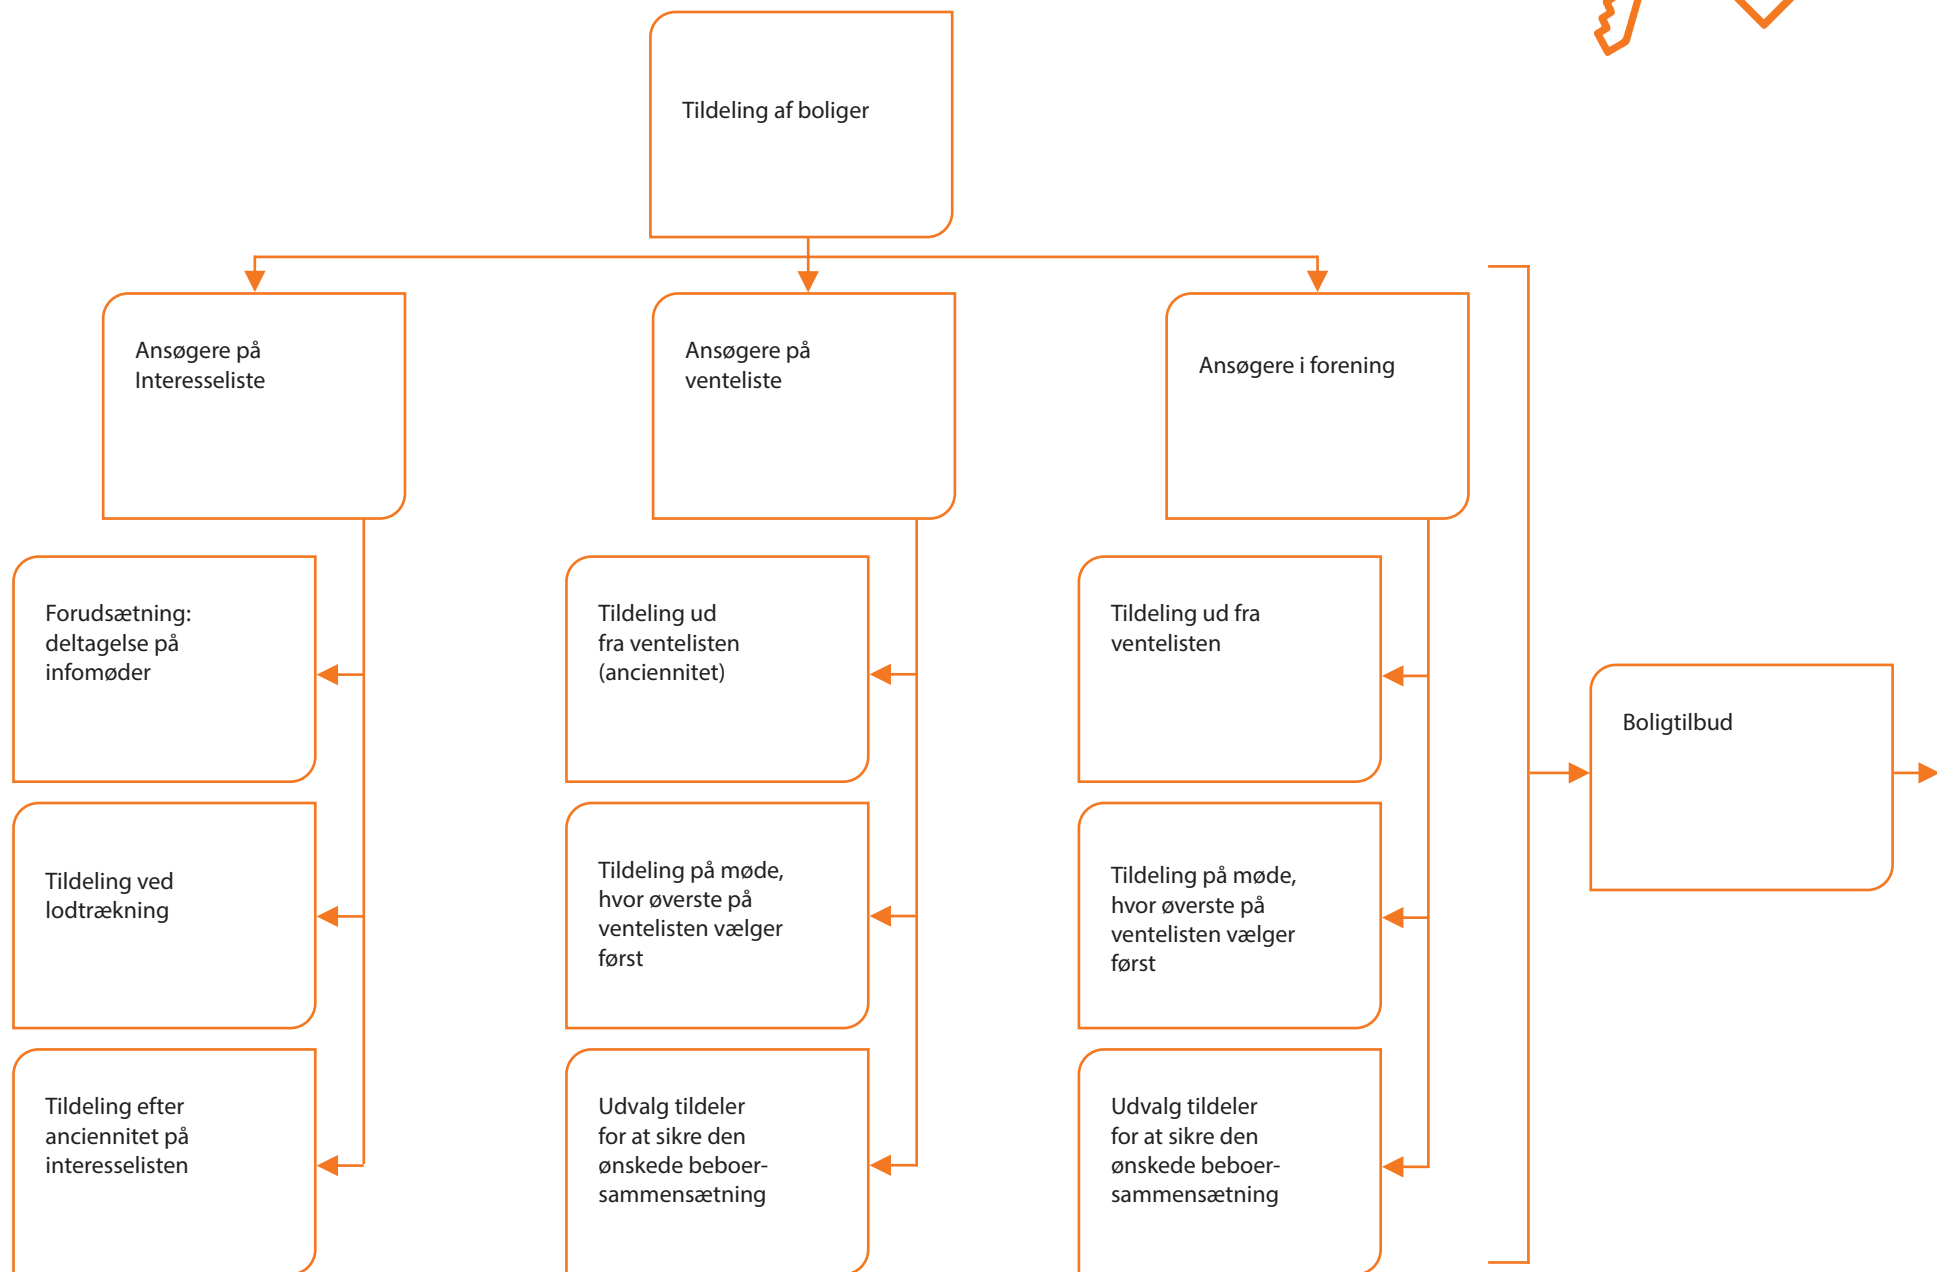 Tildeling af boliger
Ansøgere på
Interesseliste
Ansøgere på
venteliste
Ansøgere i forening
Forudsætning:
deltagelse på
infomøder
Tildeling ved
lodtrækning
Tildeling efter
anciennitet på
interesselisten
Tildeling ud
fra ventelisten
(anciennitet)
Tildeling på møde,
hvor øverste på
ventelisten vælger
først
Udvalg tildeler
for at sikre den
ønskede beboer-
sammensætning
Tildeling ud fra
ventelisten
Tildeling på møde,
hvor øverste på
ventelisten vælger
først
Udvalg tildeler
for at sikre den
ønskede beboer-
sammensætning
Boligtilbud